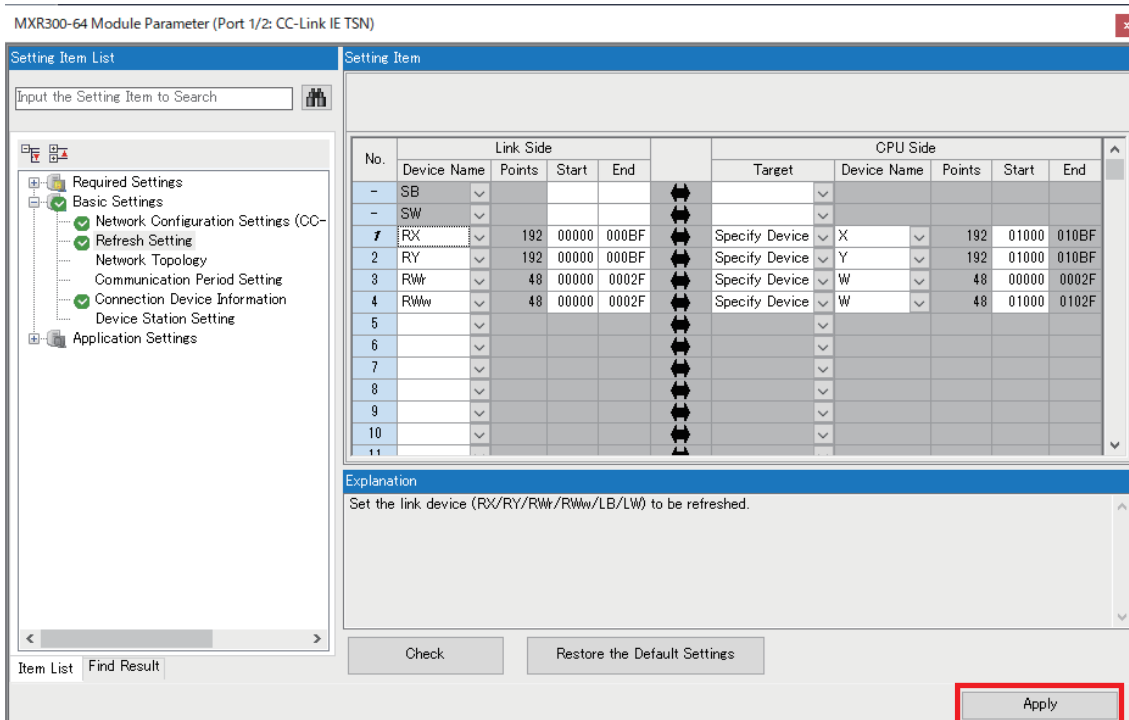 MXR300-64 Module Parameter (Port 1/2: CC-Link IE TSN)
Setting Item List
Input the Setting Item to Search
Required Settings
Basic Settings
Network Configuration Settings (CC-
Refresh Setting
Network Topology
Communication Period Setting
Connection Device Information
Device Station Setting
Application Settings
Item List Find Result
Setting Item
No. Link Side CPU Side
Device Name Points Start End Target Device Name Points Start End
- SB
- SW
1 RX 192 00000 000BF Specify Device X 192 01000 010BF
2 RY 192 00000 000BF Specify Device Y 192 01000 010BF
3 RWr 48 00000 0002F Specify Device W 48 00000 0002F
4 RWw 48 00000 0002F Specify Device W 48 01000 0102F
5
6
7
8
9
10
11
Explanation
Set the link device (RX/RY/RWr/RWw/LB/LW) to be refreshed.
Check Restore the Default Settings
Apply